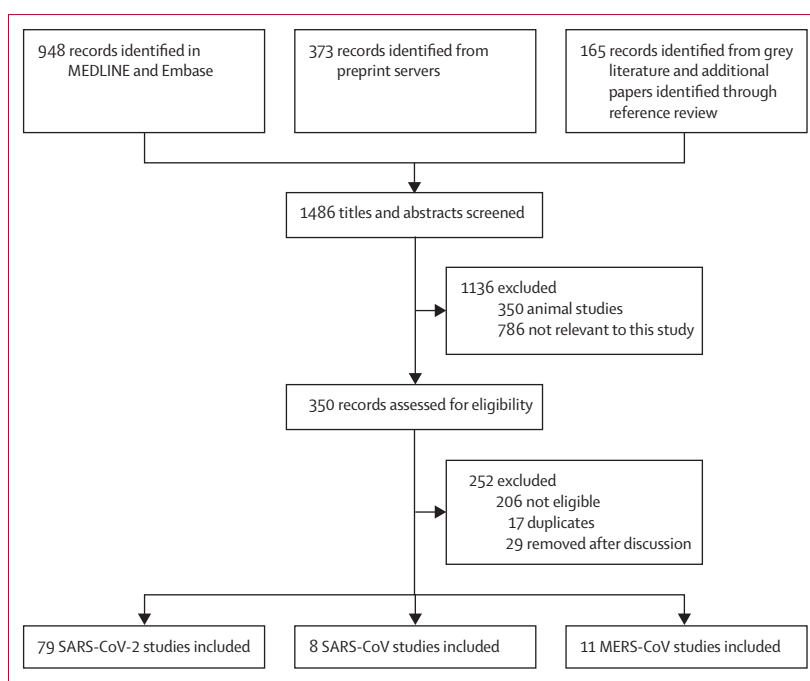 948 records identified in
MEDLINE and Embase
373 records identified from
preprint servers
165 records identified from grey
literature and additional
papers identified through
reference review
1486 titles and abstracts screened
1136 excluded
350 animal studies
786 not relevant to this study
350 records assessed for eligibility
252 excluded
206 not eligible
17 duplicates
29 removed after discussion
79 SARS-CoV-2 studies included
8 SARS-CoV studies included
11 MERS-CoV studies included